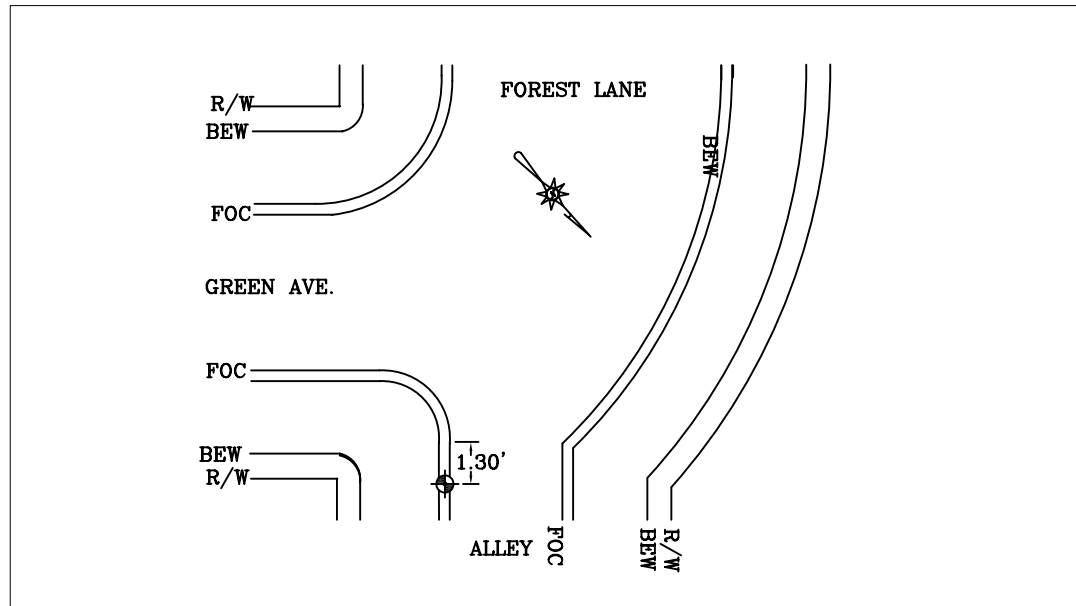 FOREST LANE
R/W
BEW
BEW
FOC
GREEN AVE.
FOC
BEW
R/W
1.30'
ALLEY
FOC
BEW
R/W